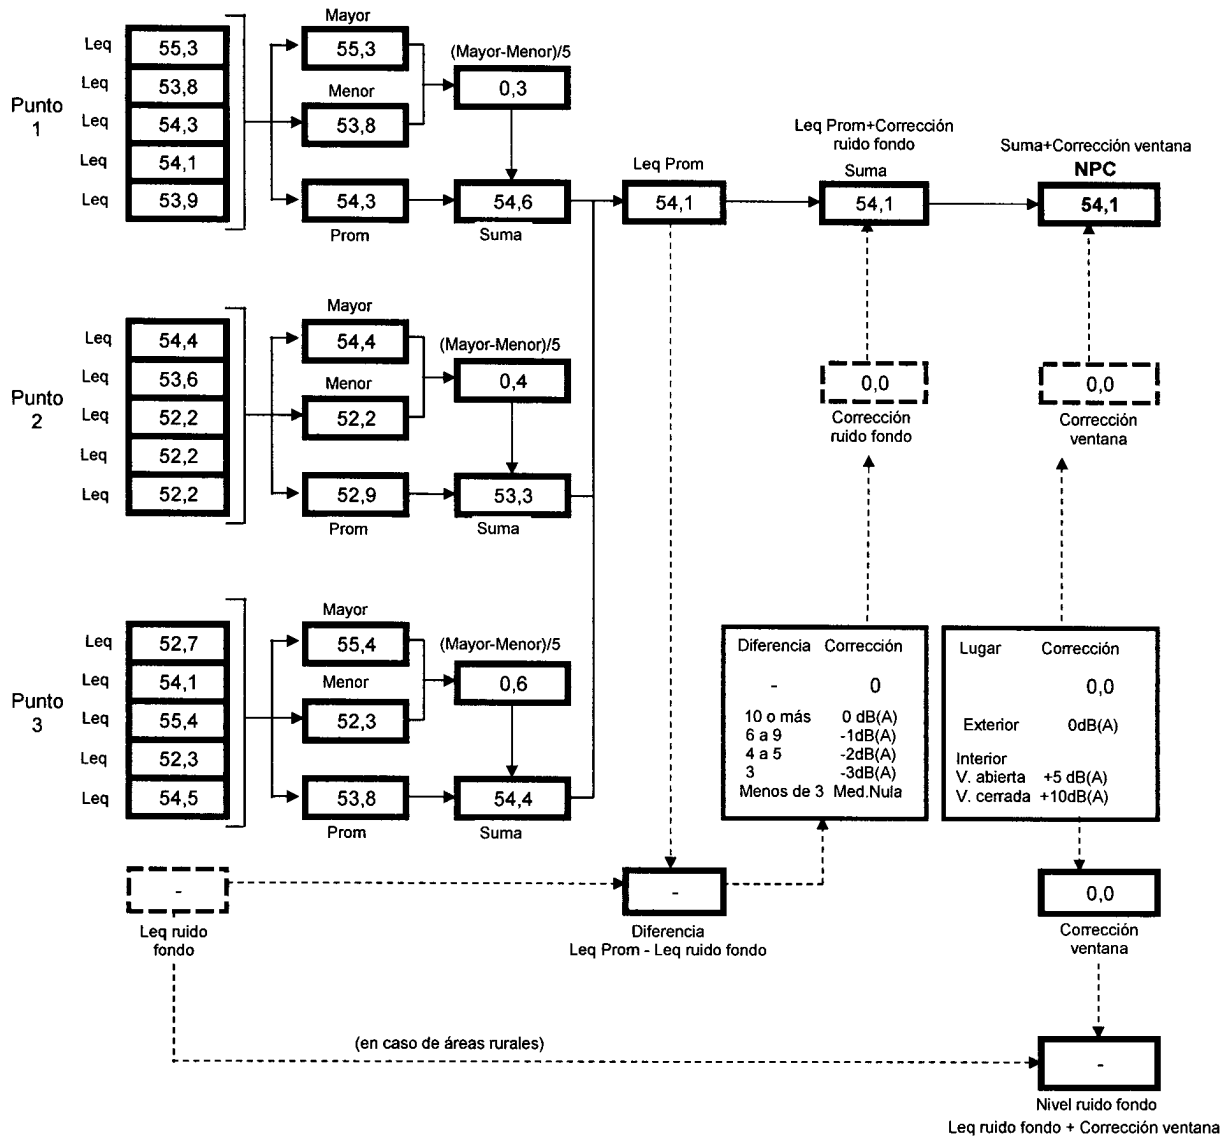 Punto
1
Leq 55,3
Leq 53,8
Leq 54,3
Leq 54,1
Leq 53,9
Mayor
55,3
Menor
53,8
54,3
Prom
(Mayor-Menor)/5
0,3
54,6
Suma
Leq Prom
54,1
Leq Prom+Corrección
ruido fondo
Suma
54,1
Suma+Corrección ventana
NPC
54,1
Punto
2
Leq 54,4
Leq 53,6
Leq 52,2
Leq 52,2
Leq 52,2
Mayor
54,4
Menor
52,2
52,9
Prom
(Mayor-Menor)/5
0,4
53,3
Suma
0,0
Corrección
ruido fondo
0,0
Corrección
ventana
Punto
3
Leq 52,7
Leq 54,1
Leq 55,4
Leq 52,3
Leq 54,5
Mayor
55,4
Menor
52,3
53,8
Prom
(Mayor-Menor)/5
0,6
54,4
Suma
Diferencia Corrección
- 0
10 o más 0 dB(A)
6 a 9 -1dB(A)
4 a 5 -2dB(A)
3 -3dB(A)
Menos de 3 Med.Nula
Lugar Corrección
0,0
Exterior 0dB(A)
Interior
V. abierta +5 dB(A)
V. cerrada +10dB(A)
-
Leq ruido
fondo
-
Diferencia
Leq Prom - Leq ruido fondo
0,0
Corrección
ventana
(en caso de áreas rurales)
-
Nivel ruido fondo
Leq ruido fondo + Corrección ventana